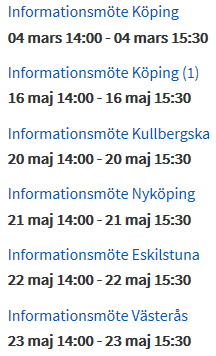 Informationsmöte Köping
04 mars 14:00 - 04 mars 15:30
Informationsmöte Köping (1)
16 maj 14:00 - 16 maj 15:30
Informationsmöte Kullbergska
20 maj 14:00 - 20 maj 15:30
Informationsmöte Nyköping
21 maj 14:00 - 21 maj 15:30
Informationsmöte Eskilstuna
22 maj 14:00 - 22 maj 15:30
Informationsmöte Västerås
23 maj 14:00 - 23 maj 15:30